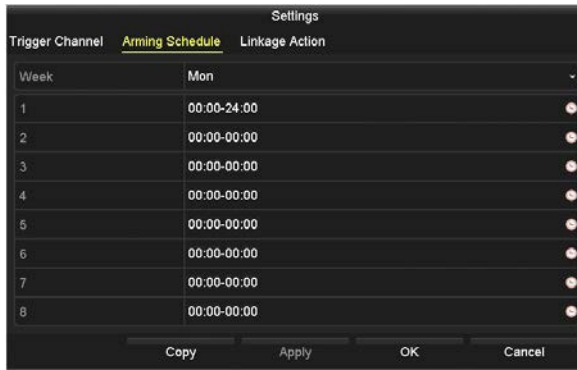 Settings
Trigger Channel Arming Schedule Linkage Action
Week Mon
1 00:00-24:00
2 00:00-00:00
3 00:00-00:00
4 00:00-00:00
5 00:00-00:00
6 00:00-00:00
7 00:00-00:00
8 00:00-00:00
Copy Apply OK Cancel